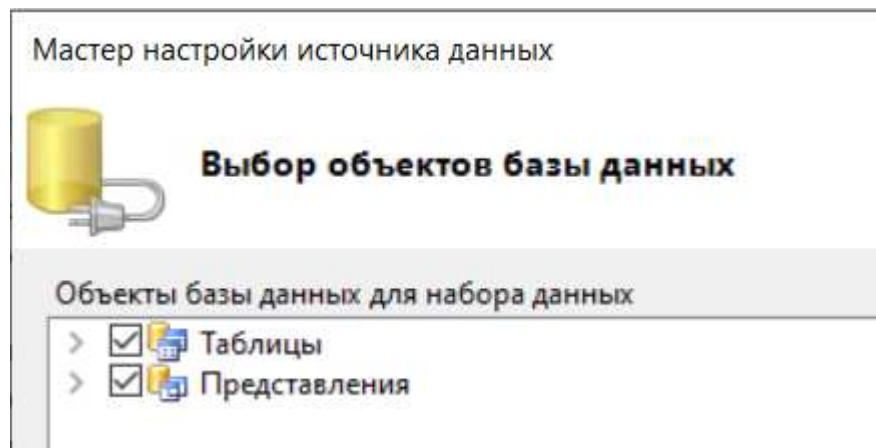 Мастер настройки источника данных
Выбор объектов базы данных
Объекты базы данных для набора данных
Таблицы
Представления